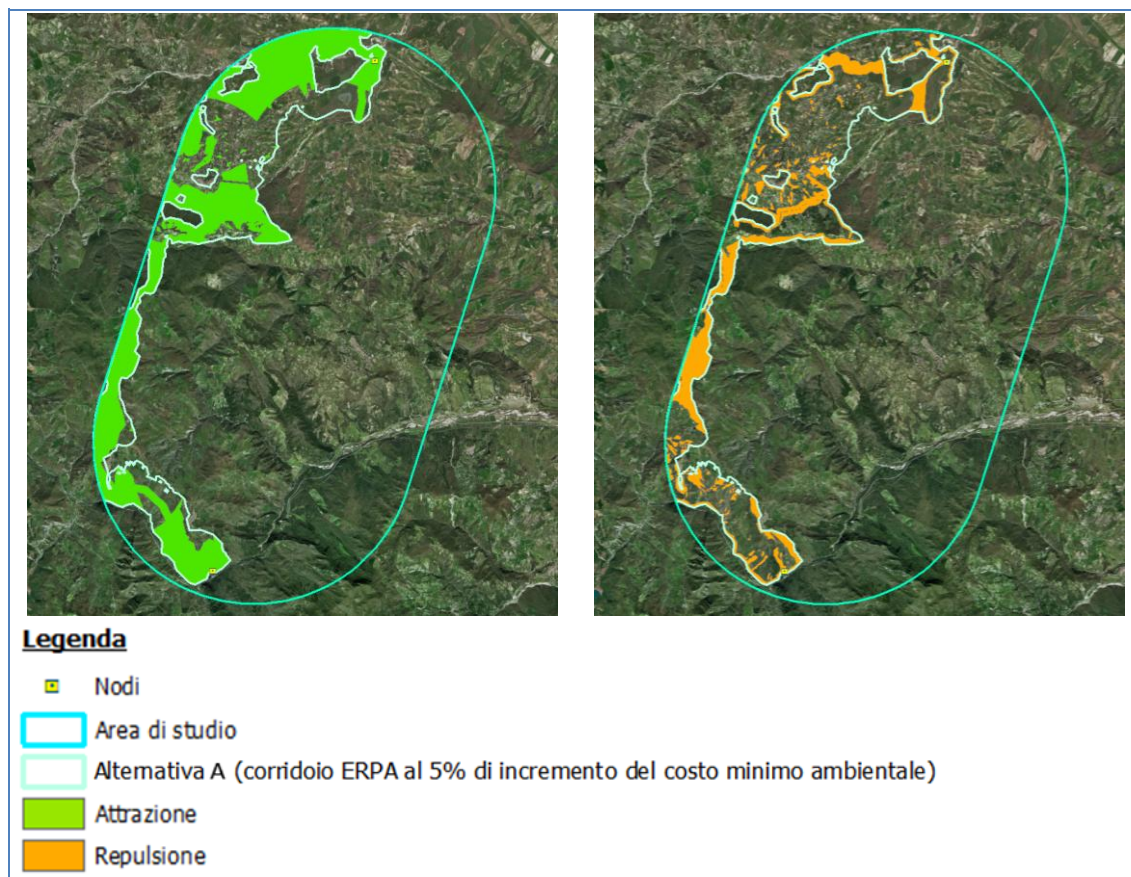 Legenda
Nodi
Area di studio
Alternativa A (corridoio ERPA al 5% di incremento del costo minimo ambientale)
Attrazione
Repulsione